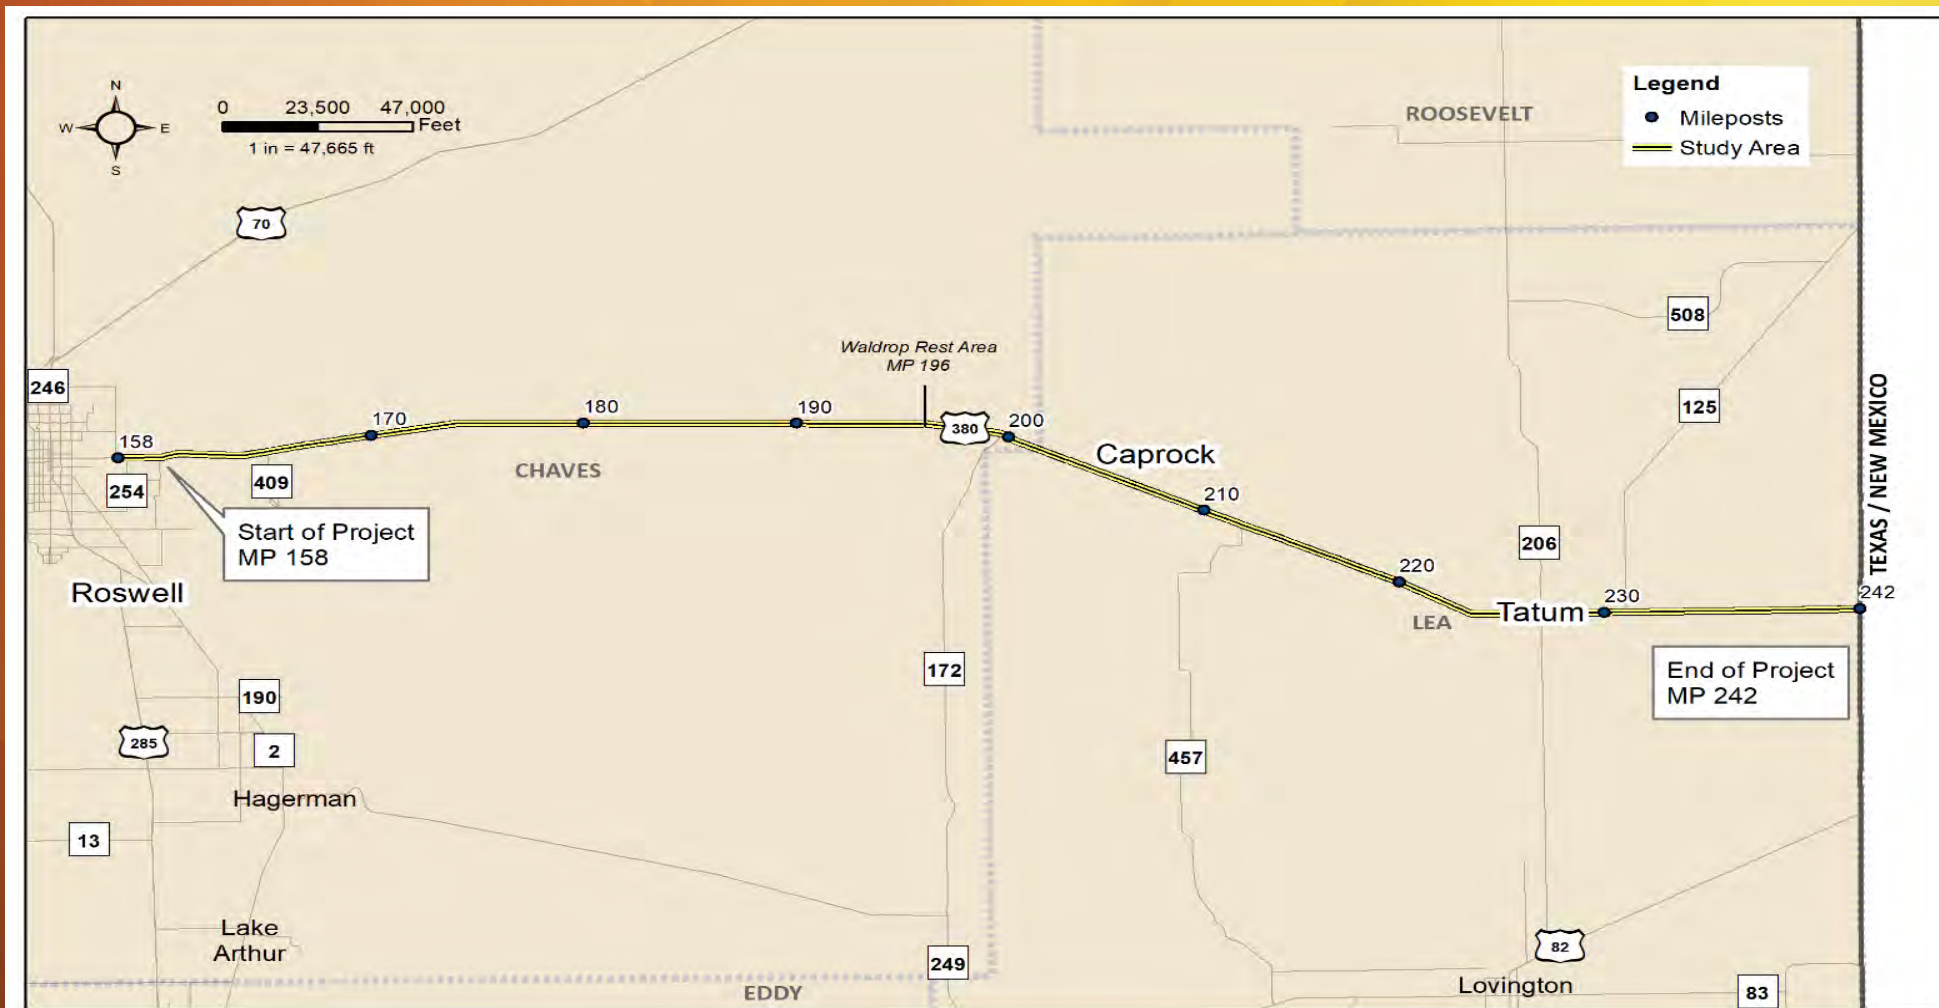 N
W
E
S
0 23,500 47,000
Feet
1 in = 47,665 ft
Legend
Mileposts
Study Area
ROOSEVELT
70
508
246
Waldrop Rest Area
MP 196
125
TEXAS / NEW MEXICO
158
170
180
190
380
200
Caprock
254
409
CHAVES
210
Start of Project
MP 158
206
Roswell
220
LEA
Tatum
230
242
End of Project
MP 242
172
190
285
2
457
Hagerman
13
Lake
Arthur
249
82
EDDY
Lovington
83